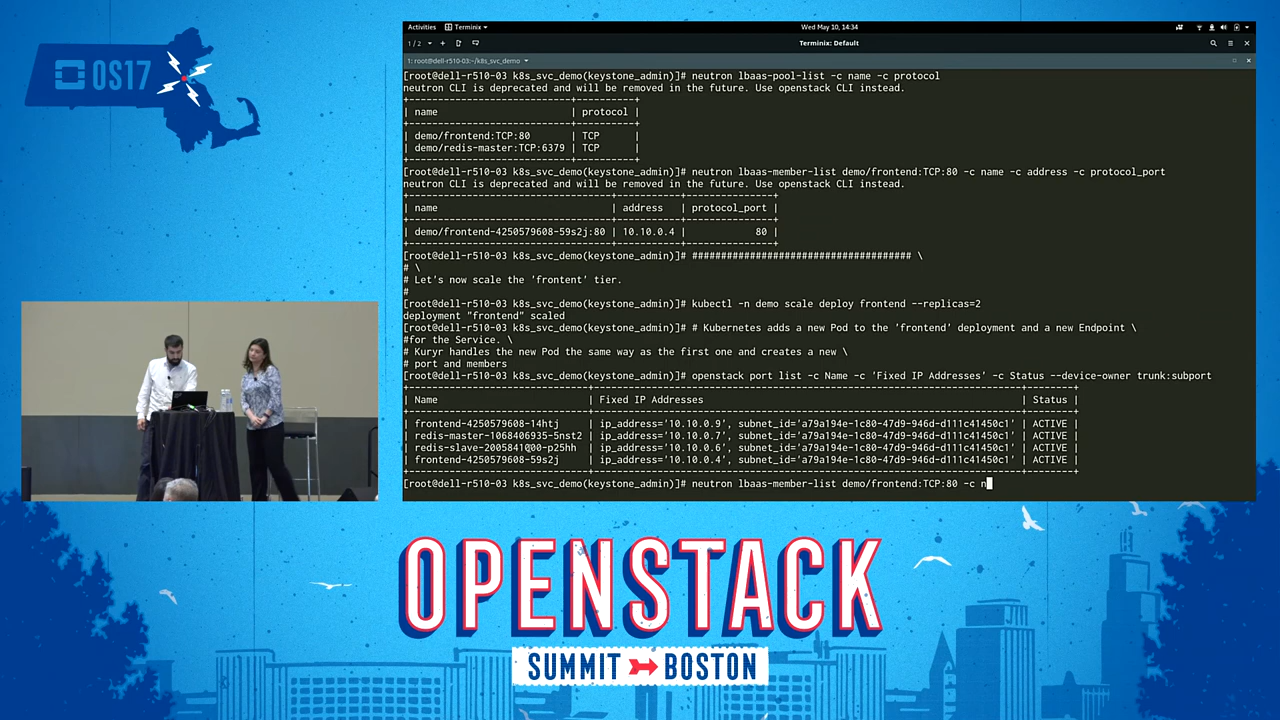 OS17
Activities Terminix Wed May 10, 14:34
1 / 2 Terminix: Default
1: root@dell-r510-03:~/k8s_svc_demo
[root@dell-r510-03 k8s_svc_demo(keystone_admin)]# neutron lbaas-pool-list -c name -c protocol
neutron CLI is deprecated and will be removed in the future. Use openstack CLI instead.
+----------------------------+----------+
| name | protocol |
+----------------------------+----------+
| demo/frontend:TCP:80 | TCP |
| demo/redis-master:TCP:6379 | TCP |
+----------------------------+----------+
[root@dell-r510-03 k8s_svc_demo(keystone_admin)]# neutron lbaas-member-list demo/frontend:TCP:80 -c name -c address -c protocol_port
neutron CLI is deprecated and will be removed in the future. Use openstack CLI instead.
+-----------------------------------+-----------+---------------+
| name | address | protocol_port |
+-----------------------------------+-----------+---------------+
| demo/frontend-4250579608-59s2j:80 | 10.10.0.4 | 80 |
+-----------------------------------+-----------+---------------+
[root@dell-r510-03 k8s_svc_demo(keystone_admin)]# ###################################### \
# \
# Let's now scale the 'frontent' tier.
#
[root@dell-r510-03 k8s_svc_demo(keystone_admin)]# kubectl -n demo scale deploy frontend --replicas=2
deployment "frontend" scaled
[root@dell-r510-03 k8s_svc_demo(keystone_admin)]# # Kubernetes adds a new Pod to the 'frontend' deployment and a new Endpoint \
#for the Service. \
# Kuryr handles the new Pod the same way as the first one and creates a new \
# port and members
[root@dell-r510-03 k8s_svc_demo(keystone_admin)]# openstack port list -c Name -c 'Fixed IP Addresses' -c Status --device-owner trunk:subport
+-------------------------------+--------------------------------------------------------------------------+--------+
| Name | Fixed IP Addresses | Status |
+-------------------------------+--------------------------------------------------------------------------+--------+
| frontend-4250579608-14htj | ip_address='10.10.0.9', subnet_id='a79a194e-1c80-47d9-946d-d111c41450c1' | ACTIVE |
| redis-master-1068406935-5nst2 | ip_address='10.10.0.7', subnet_id='a79a194e-1c80-47d9-946d-d111c41450c1' | ACTIVE |
| redis-slave-2005841000-p25hh | ip_address='10.10.0.6', subnet_id='a79a194e-1c80-47d9-946d-d111c41450c1' | ACTIVE |
| frontend-4250579608-59s2j | ip_address='10.10.0.4', subnet_id='a79a194e-1c80-47d9-946d-d111c41450c1' | ACTIVE |
+-------------------------------+--------------------------------------------------------------------------+--------+
[root@dell-r510-03 k8s_svc_demo(keystone_admin)]# neutron lbaas-member-list demo/frontend:TCP:80 -c n
OPENSTACK
SUMMIT BOSTON